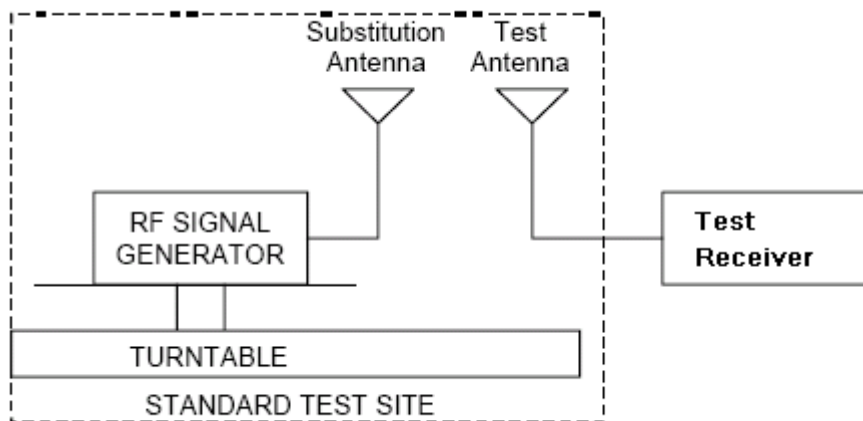 Substitution
Antenna
Test
Antenna
RF SIGNAL
GENERATOR
Test
Receiver
TURNTABLE
STANDARD TEST SITE